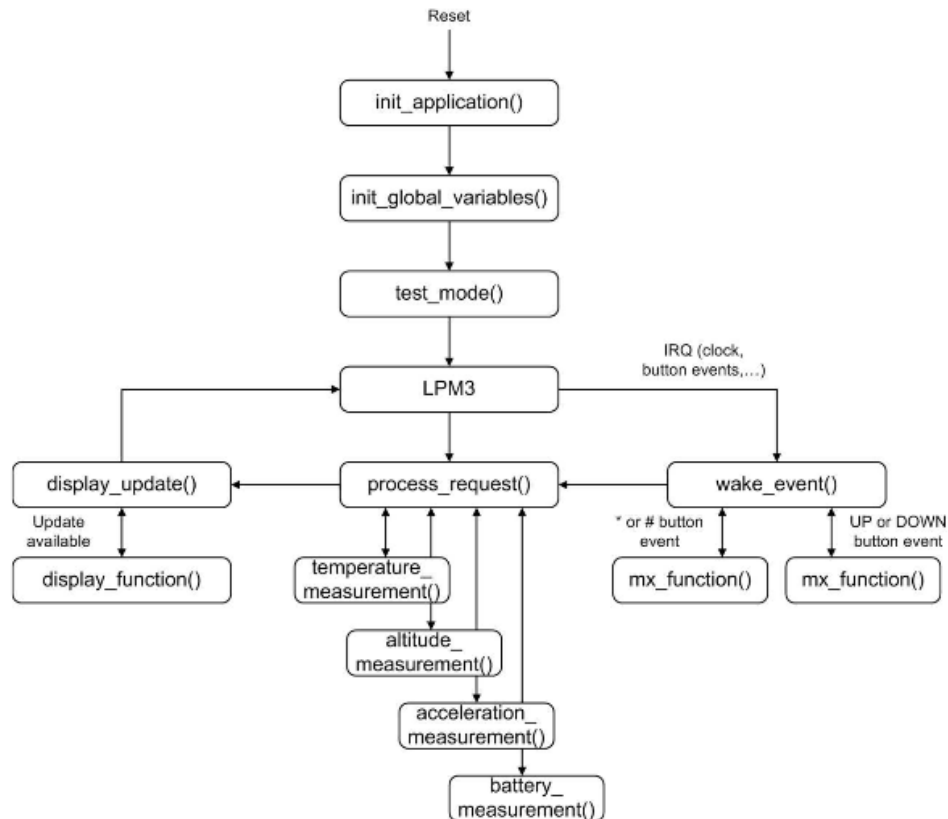 Reset
init_application()
init_global_variables()
test_mode()
IRQ (clock,
button events,...)
LPM3
display_update()
process_request()
wake_event()
Update
available
* or # button
event
UP or DOWN
button event
display_function()
temperature_
measurement()
mx_function()
mx_function()
altitude_
measurement()
acceleration_
measurement()
battery_
measurement()